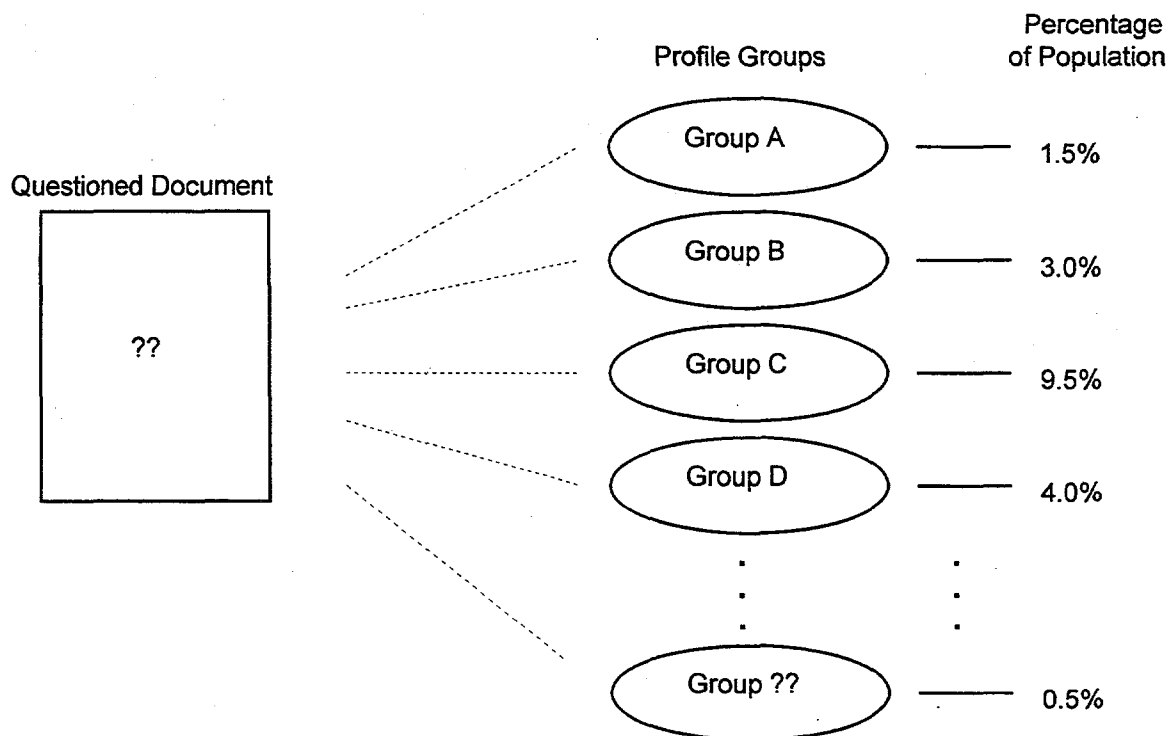 Percentage
of Population
Profile Groups
Group A
1.5%
Questioned Document
Group B
3.0%
??
Group C
9.5%
Group D
4.0%
Group ??
0.5%